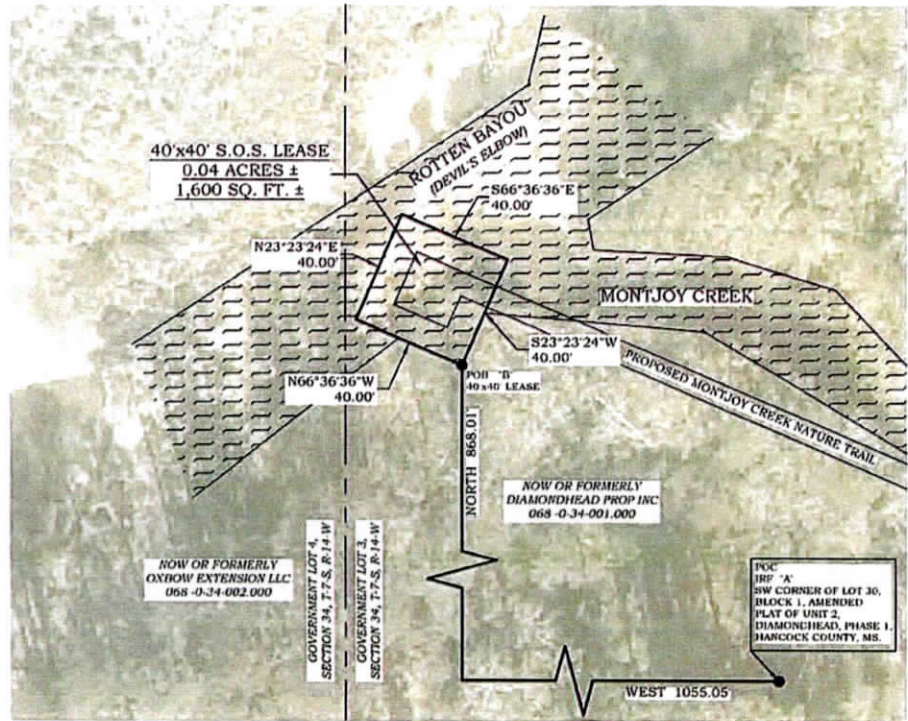 40'x40' S.O.S. LEASE
0.04 ACRES ±
1,600 SQ. FT. ±
ROTTEN BAYOU
(DEVIL'S ELBOW)
S66°36'36"E
40.00'
N23°23'24"E
40.00'
MONTJOY CREEK
S23°23'24"W
40.00'
N66°36'36"W
40.00'
POB "B"
40'x40' LEASE
PROPOSED MONTJOY CREEK NATURE TRAIL
NORTH 868.01'
NOW OR FORMERLY
DIAMONDHEAD PROP INC
068 -0-34-001.000
NOW OR FORMERLY
OXBOW EXTENSION LLC
068 -0-34-002.000
GOVERNMENT LOT 4,
SECTION 34, T-7-S, R-14-W
GOVERNMENT LOT 3,
SECTION 34, T-7-S, R-14-W
POC
IRF "A"
SW CORNER OF LOT 30,
BLOCK 1, AMENDED
PLAT OF UNIT 2,
DIAMONDHEAD, PHASE 1,
HANCOCK COUNTY, MS.
WEST 1055.05'